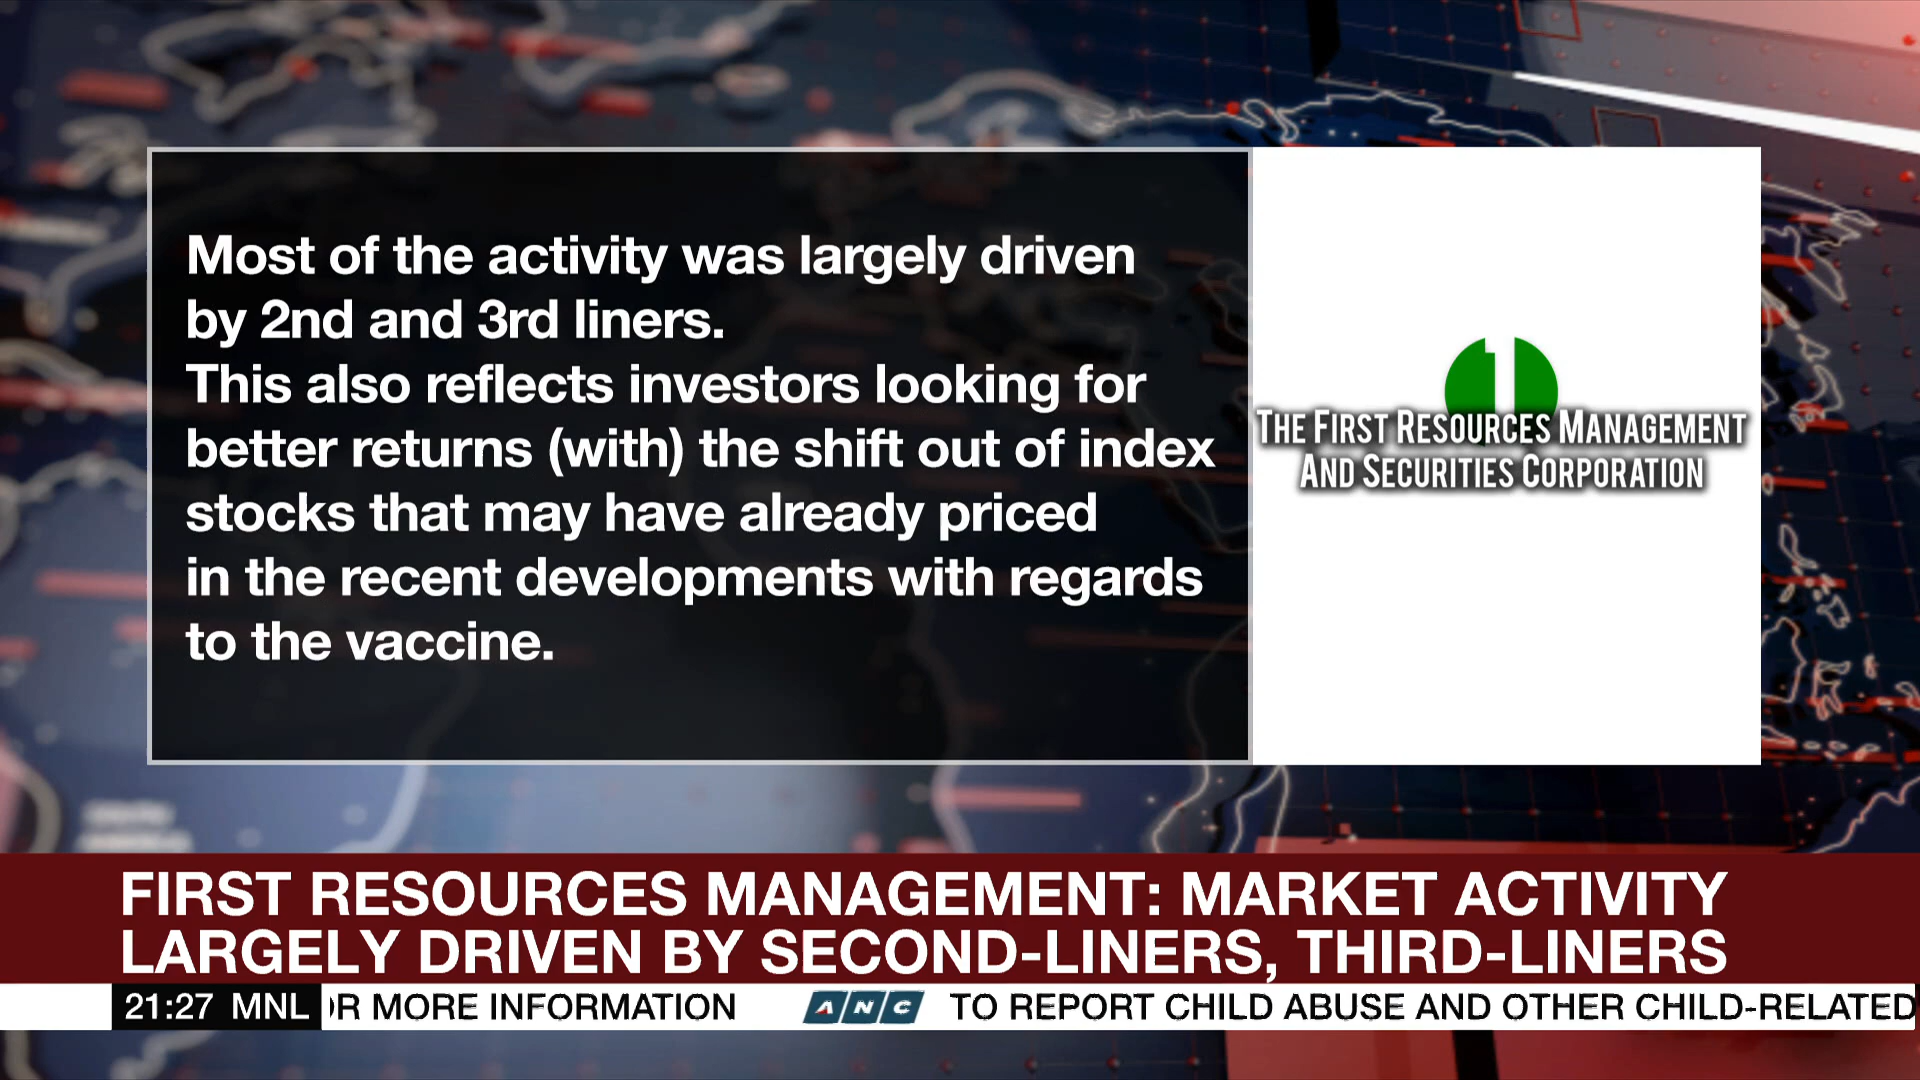 Most of the activity was largely driven
by 2nd and 3rd liners.
This also reflects investors looking for
better returns (with) the shift out of index
stocks that may have already priced
in the recent developments with regards
to the vaccine.
1
THE FIRST RESOURCES MANAGEMENT
AND SECURITIES CORPORATION
FIRST RESOURCES MANAGEMENT: MARKET ACTIVITY
LARGELY DRIVEN BY SECOND-LINERS, THIRD-LINERS
21:27 MNL OR MORE INFORMATION ANC TO REPORT CHILD ABUSE AND OTHER CHILD-RELATED